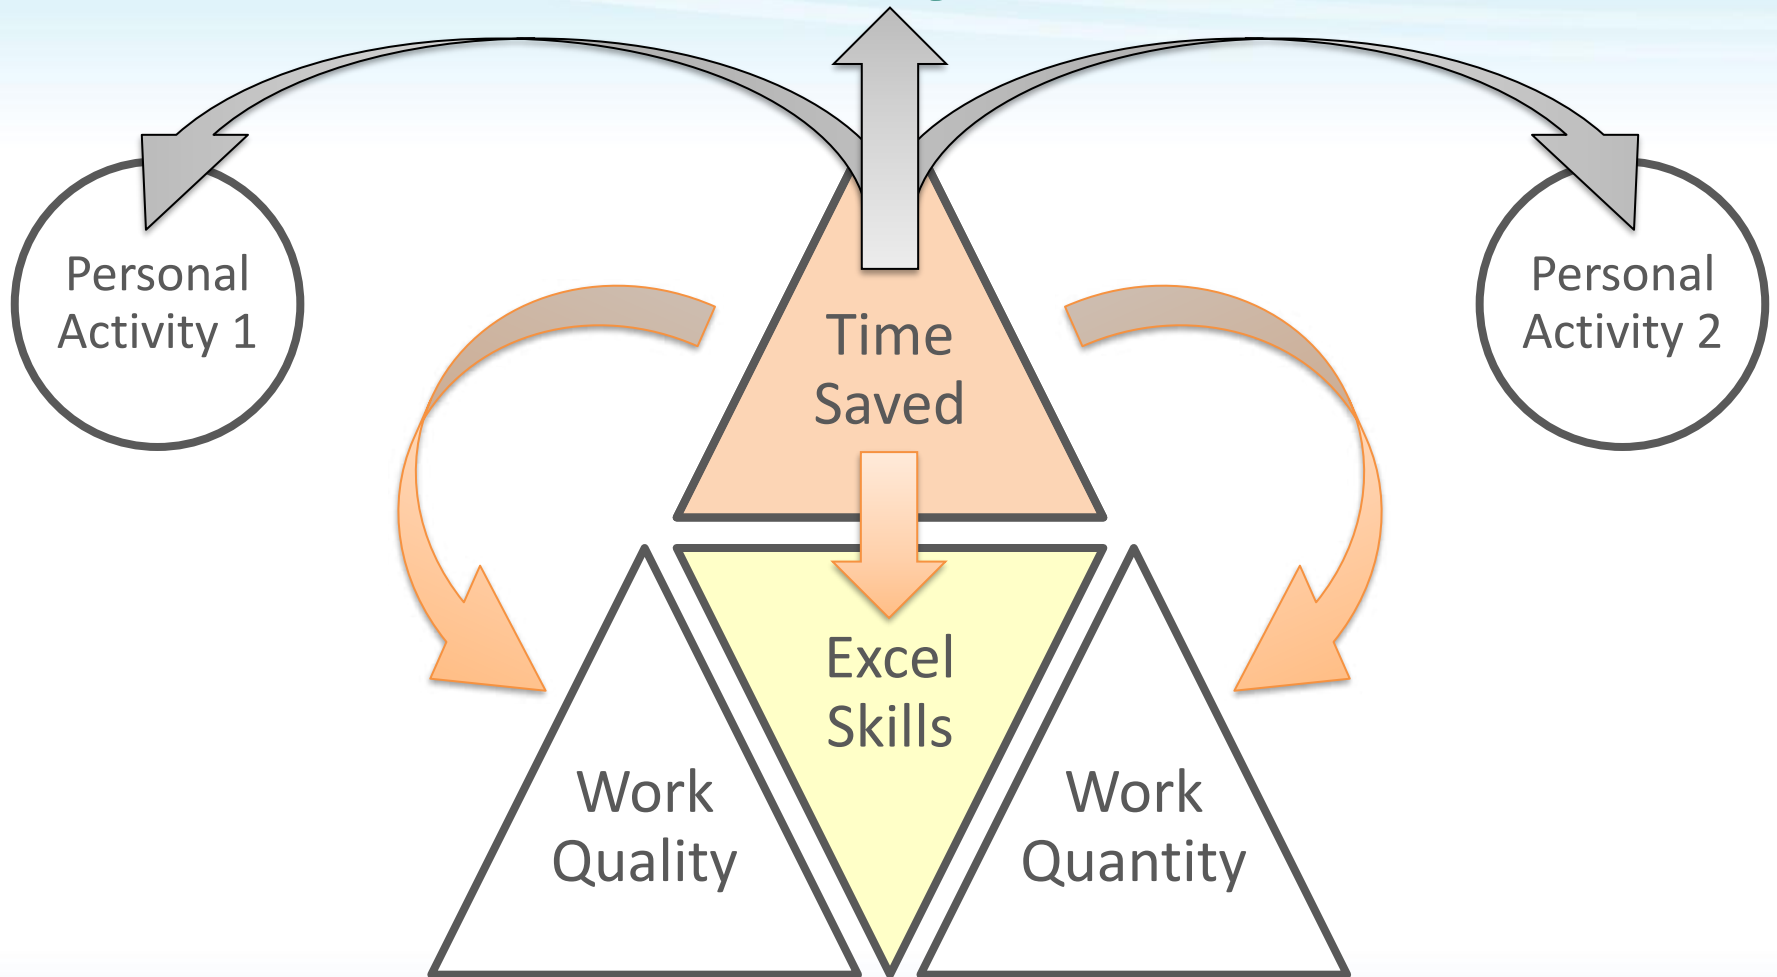 Personal
Activity 1
Personal
Activity 2
Time
Saved
Excel
Skills
Work
Quality
Work
Quantity